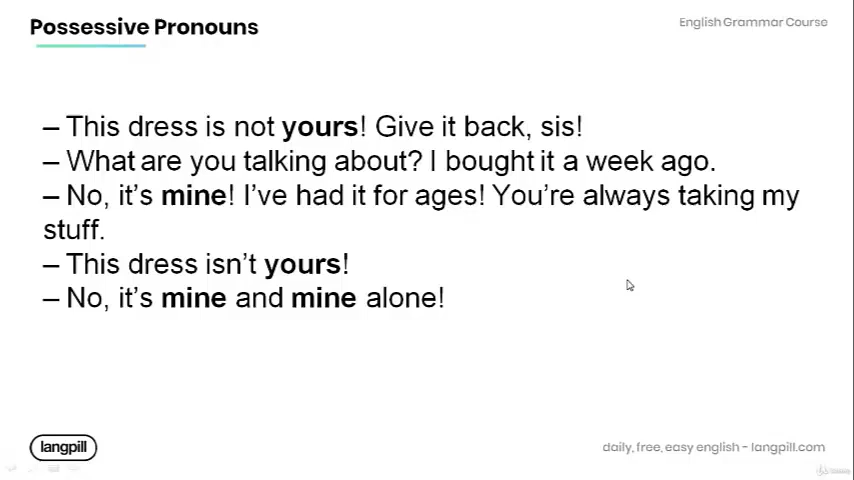 Possessive Pronouns
English Grammar Course
– This dress is not yours! Give it back, sis!
– What are you talking about? I bought it a week ago.
– No, it’s mine! I’ve had it for ages! You’re always taking my
stuff.
– This dress isn’t yours!
– No, it’s mine and mine alone!
langpill
daily, free, easy english - langpill.com
Udemy